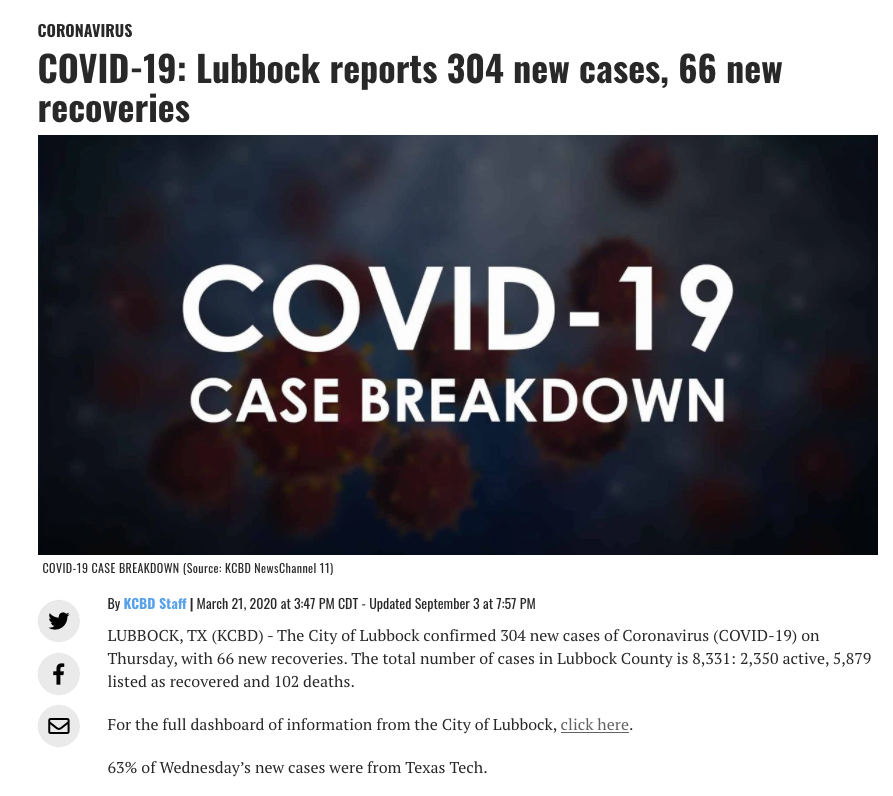 CORONAVIRUS
COVID-19: Lubbock reports 304 new cases, 66 new
recoveries
COVID-19
CASE BREAKDOWN
COVID-19 CASE BREAKDOWN (Source: KCBD NewsChannel 11)
By KCBD Staff | March 21, 2020 at 3:47 PM CDT - Updated September 3 at 7:57 PM
LUBBOCK, TX (KCBD) - The City of Lubbock confirmed 304 new cases of Coronavirus (COVID-19) on
Thursday, with 66 new recoveries. The total number of cases in Lubbock County is 8,331: 2,350 active, 5,879
listed as recovered and 102 deaths.
For the full dashboard of information from the City of Lubbock, click here.
63% of Wednesday’s new cases were from Texas Tech.